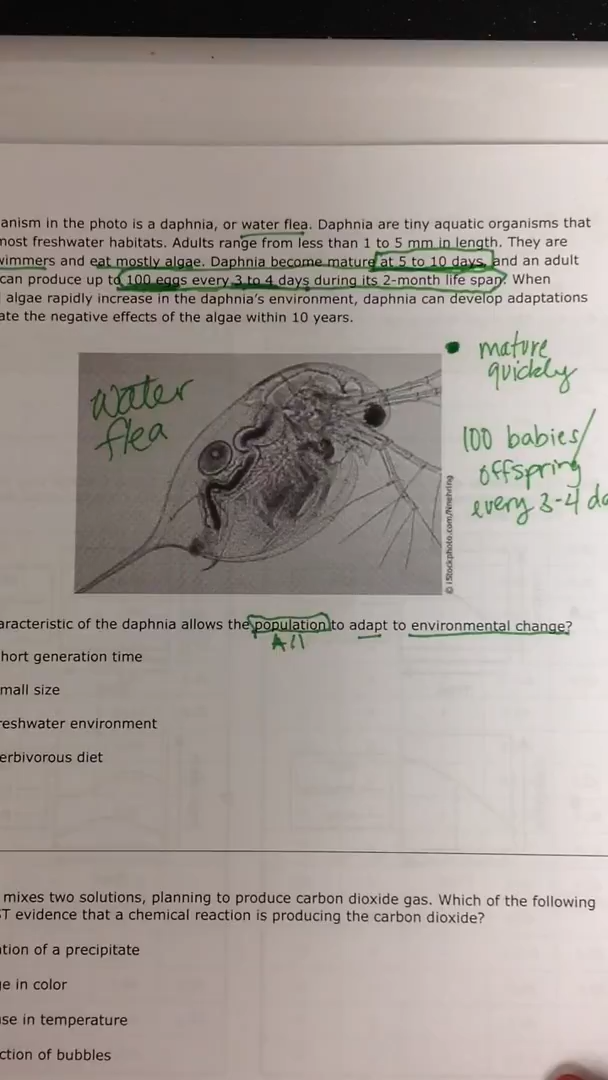 anism in the photo is a daphnia, or water flea. Daphnia are tiny aquatic organisms that
most freshwater habitats. Adults range from less than 1 to 5 mm in length. They are
wimmers and eat mostly algae. Daphnia become mature at 5 to 10 days, and an adult
can produce up to 100 eggs every 3 to 4 days during its 2-month life span. When
algae rapidly increase in the daphnia's environment, daphnia can develop adaptations
ate the negative effects of the algae within 10 years.
water
flea
mature
quickly
100 babies/
offspring
every 3-4 da
© iStockphoto.com/Nnehring
aracteristic of the daphnia allows the population to adapt to environmental change?
All
hort generation time
mall size
reshwater environment
erbivorous diet
mixes two solutions, planning to produce carbon dioxide gas. Which of the following
T evidence that a chemical reaction is producing the carbon dioxide?
tion of a precipitate
e in color
se in temperature
ction of bubbles